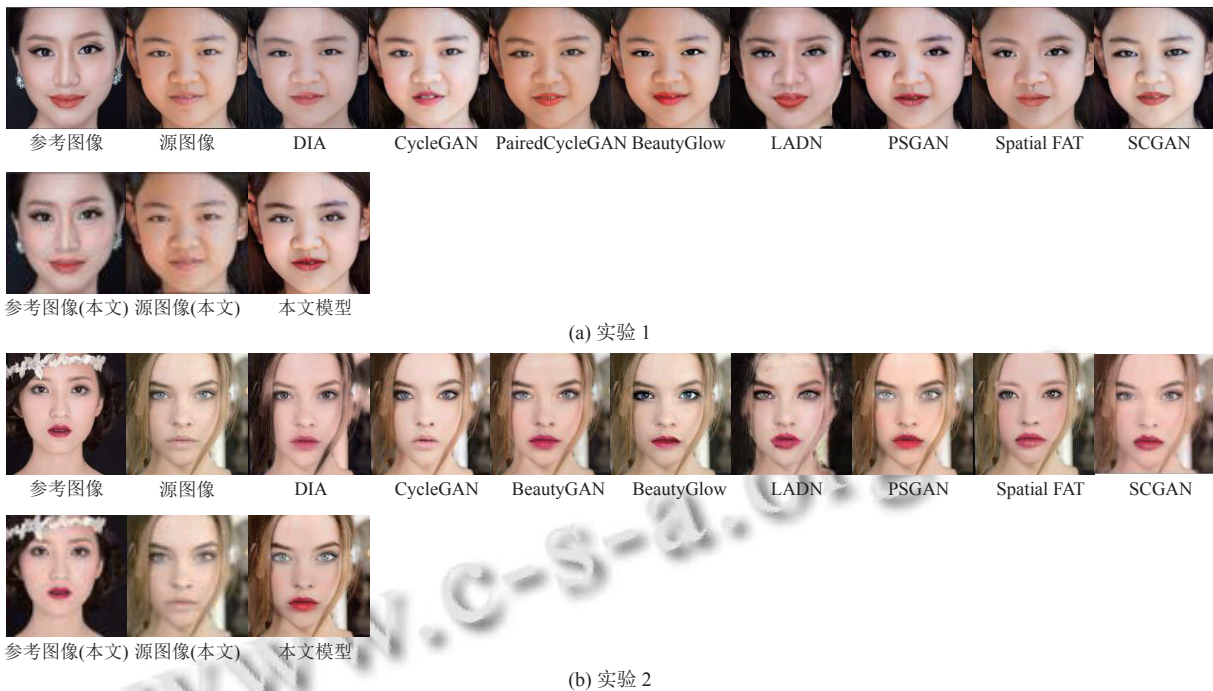 参考图像 源图像 DIA CycleGAN PairedCycleGAN BeautyGlow LADN PSGAN Spatial FAT SCGAN
参考图像(本文) 源图像(本文) 本文模型
(a) 实验 1
参考图像 源图像 DIA CycleGAN BeautyGAN BeautyGlow LADN PSGAN Spatial FAT SCGAN
参考图像(本文) 源图像(本文) 本文模型
(b) 实验 2